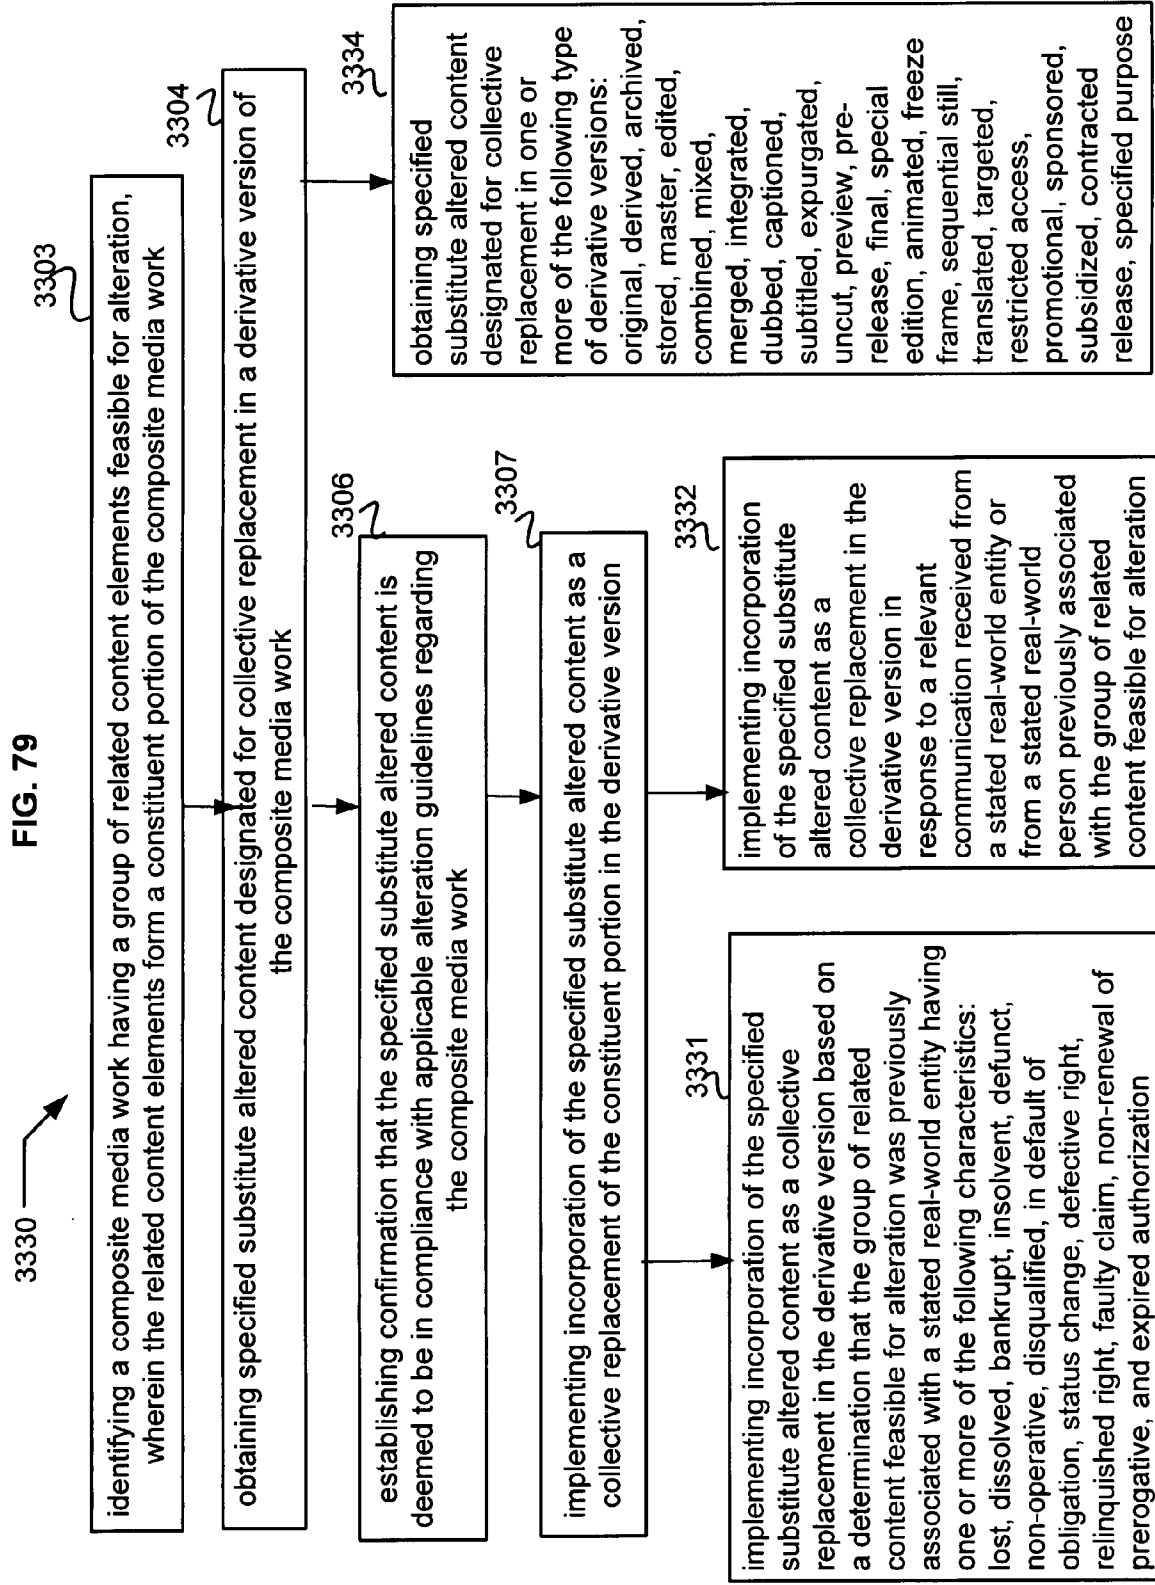 FIG. 79
3330
3303
identifying a composite media work having a group of related content elements feasible for alteration,
wherein the related content elements form a constituent portion of the composite media work
3304
obtaining specified substitute altered content designated for collective replacement in a derivative version of
the composite media work
3306
establishing confirmation that the specified substitute altered content is
deemed to be in compliance with applicable alteration guidelines regarding
the composite media work
3307
implementing incorporation of the specified substitute altered content as a
collective replacement of the constituent portion in the derivative version
3331
implementing incorporation of the specified
substitute altered content as a collective
replacement in the derivative version based on
a determination that the group of related
content feasible for alteration was previously
associated with a stated real-world entity having
one or more of the following characteristics:
lost, dissolved, bankrupt, insolvent, defunct,
non-operative, disqualified, in default of
obligation, status change, defective right,
relinquished right, faulty claim, non-renewal of
prerogative, and expired authorization
3332
implementing incorporation
of the specified substitute
altered content as a
collective replacement in the
derivative version in
response to a relevant
communication received from
a stated real-world entity or
from a stated real-world
person previously associated
with the group of related
content feasible for alteration
3334
obtaining specified
substitute altered content
designated for collective
replacement in one or
more of the following type
of derivative versions:
original, derived, archived,
stored, master, edited,
combined, mixed,
merged, integrated,
dubbed, captioned,
subtitled, expurgated,
uncut, preview, pre-
release, final, special
edition, animated, freeze
frame, sequential still,
translated, targeted,
restricted access,
promotional, sponsored,
subsidized, contracted
release, specified purpose